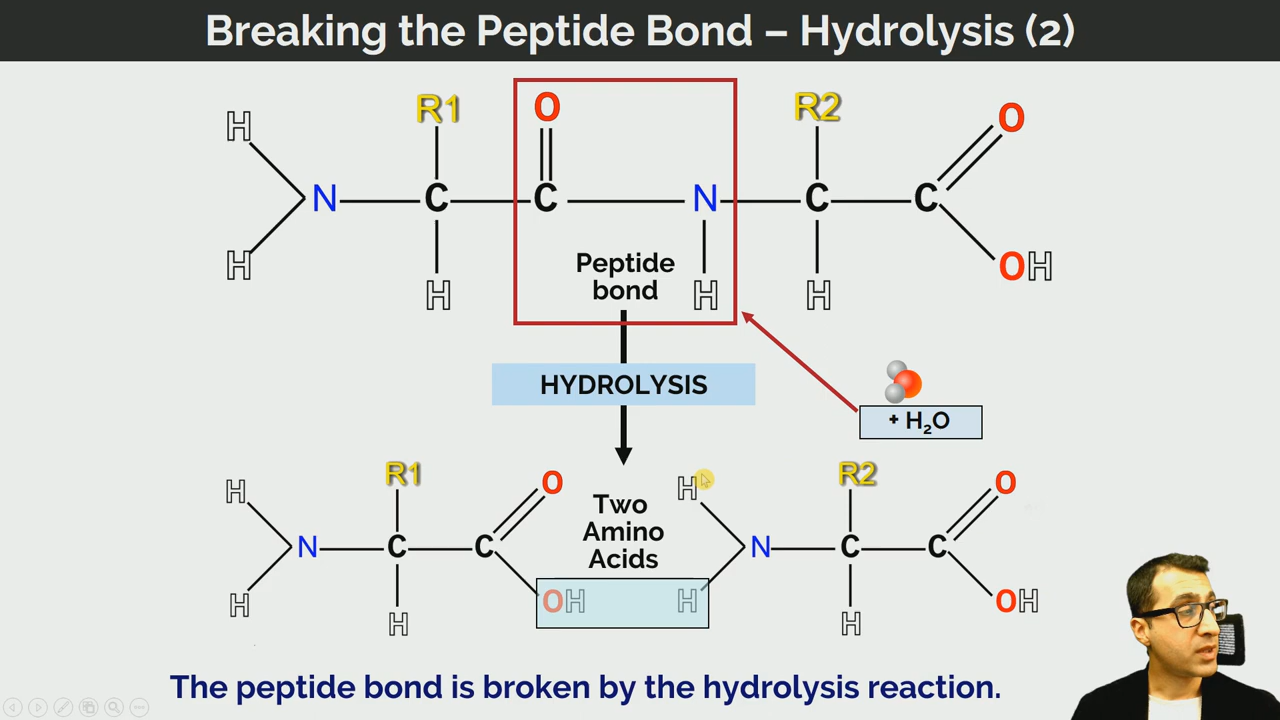 Breaking the Peptide Bond – Hydrolysis (2)
H R1 O R2 O
N C C N C C
H H H H OH
Peptide
bond
HYDROLYSIS
+ H₂O
H R1 O H R2 O
N C C N C C
H H OH H H OH
Two
Amino
Acids
The peptide bond is broken by the hydrolysis reaction.